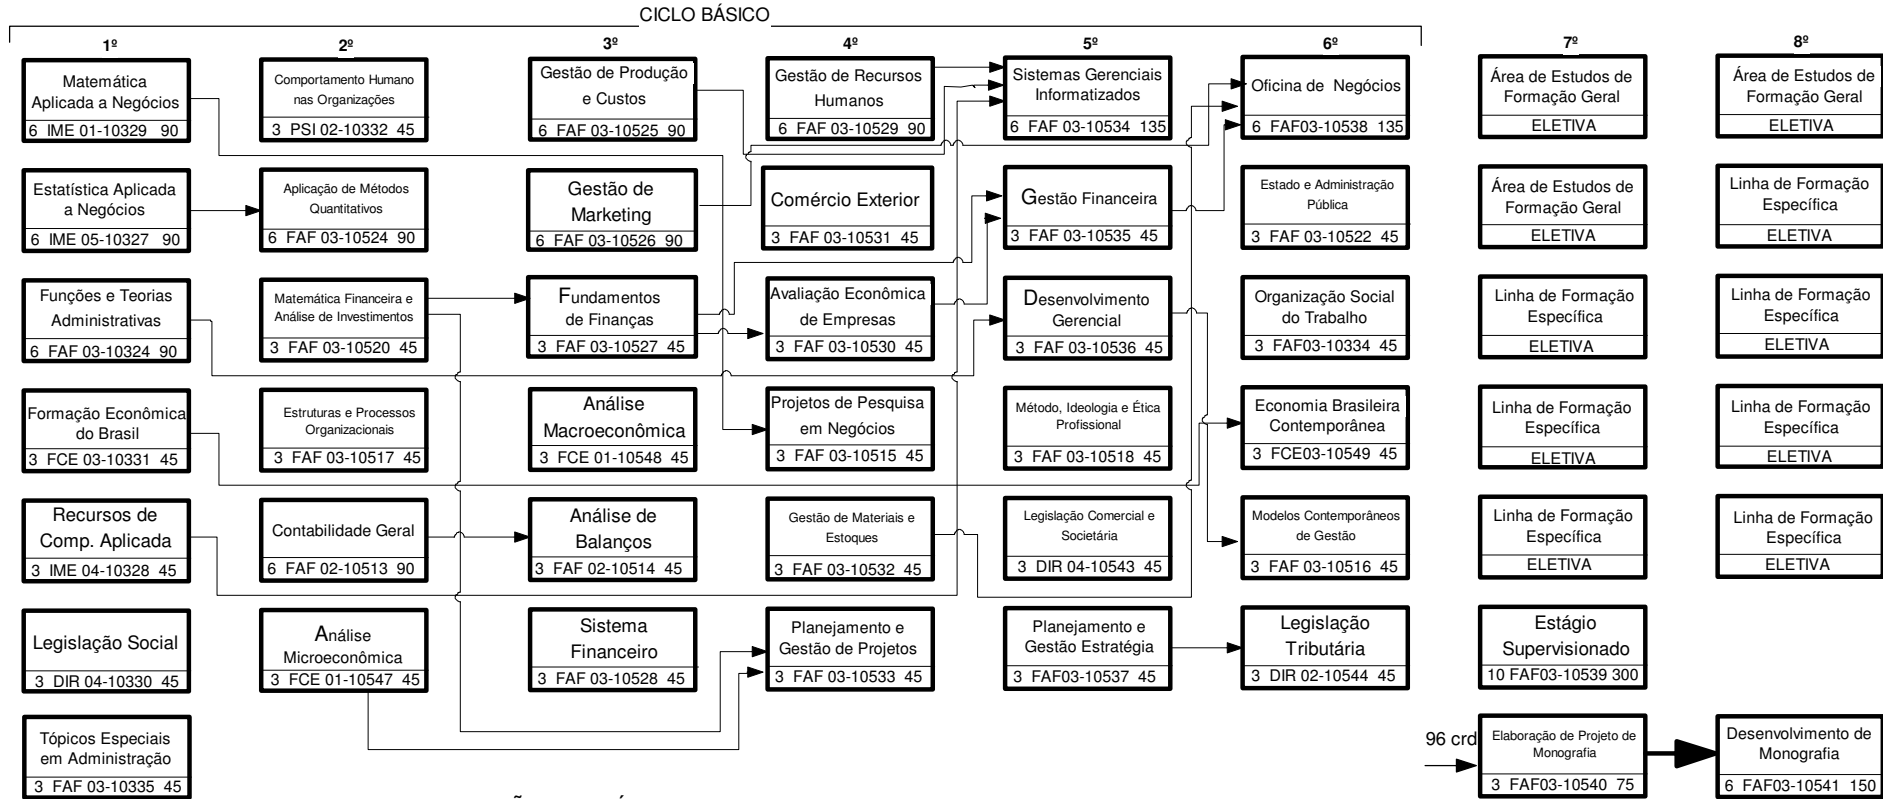 CICLO BÁSICO
1º
Matemática
Aplicada a Negócios
6 IME 01-10329 90
Estatística Aplicada
a Negócios
6 IME 05-10327 90
Funções e Teorias
Administrativas
6 FAF 03-10324 90
Formação Econômica
do Brasil
3 FCE 03-10331 45
Recursos de
Comp. Aplicada
3 IME 04-10328 45
Legislação Social
3 DIR 04-10330 45
Tópicos Especiais
em Administração
3 FAF 03-10335 45
2º
Comportamento Humano
nas Organizações
3 PSI 02-10332 45
Aplicação de Métodos
Quantitativos
6 FAF 03-10524 90
Matemática Financeira e
Análise de Investimentos
3 FAF 03-10520 45
Estruturas e Processos
Organizacionais
3 FAF 03-10517 45
Contabilidade Geral
6 FAF 02-10513 90
Análise
Microeconômica
3 FCE 01-10547 45
3º
Gestão de Produção
e Custos
6 FAF 03-10525 90
Gestão de
Marketing
6 FAF 03-10526 90
Fundamentos
de Finanças
3 FAF 03-10527 45
Análise
Macroeconômica
3 FCE 01-10548 45
Análise de
Balanços
3 FAF 02-10514 45
Sistema
Financeiro
3 FAF 03-10528 45
4º
Gestão de Recursos
Humanos
6 FAF 03-10529 90
Comércio Exterior
3 FAF 03-10531 45
Avaliação Econômica
de Empresas
3 FAF 03-10530 45
Projetos de Pesquisa
em Negócios
3 FAF 03-10515 45
Gestão de Materiais e
Estoques
3 FAF 03-10532 45
Planejamento e
Gestão de Projetos
3 FAF 03-10533 45
5º
Sistemas Gerenciais
Informatizados
6 FAF 03-10534 135
Gestão Financeira
3 FAF 03-10535 45
Desenvolvimento
Gerencial
3 FAF 03-10536 45
Método, Ideologia e Ética
Profissional
3 FAF 03-10518 45
Legislação Comercial e
Societária
3 DIR 04-10543 45
Planejamento e
Gestão Estratégia
3 FAF03-10537 45
6º
Oficina de Negócios
6 FAF03-10538 135
Estado e Administração
Pública
3 FAF 03-10522 45
Organização Social
do Trabalho
3 FAF03-10334 45
Economia Brasileira
Contemporânea
3 FCE03-10549 45
Modelos Contemporâneos
de Gestão
3 FAF 03-10516 45
Legislação
Tributária
3 DIR 02-10544 45
7º
Área de Estudos de
Formação Geral
ELETIVA
Área de Estudos de
Formação Geral
ELETIVA
Linha de Formação
Específica
ELETIVA
Linha de Formação
Específica
ELETIVA
Linha de Formação
Específica
ELETIVA
Estágio
Supervisionado
10 FAF03-10539 300
96 crd
Elaboração de Projeto de
Monografia
3 FAF03-10540 75
8º
Área de Estudos de
Formação Geral
ELETIVA
Linha de Formação
Específica
ELETIVA
Linha de Formação
Específica
ELETIVA
Linha de Formação
Específica
ELETIVA
Linha de Formação
Específica
ELETIVA
Desenvolvimento de
Monografia
6 FAF03-10541 150